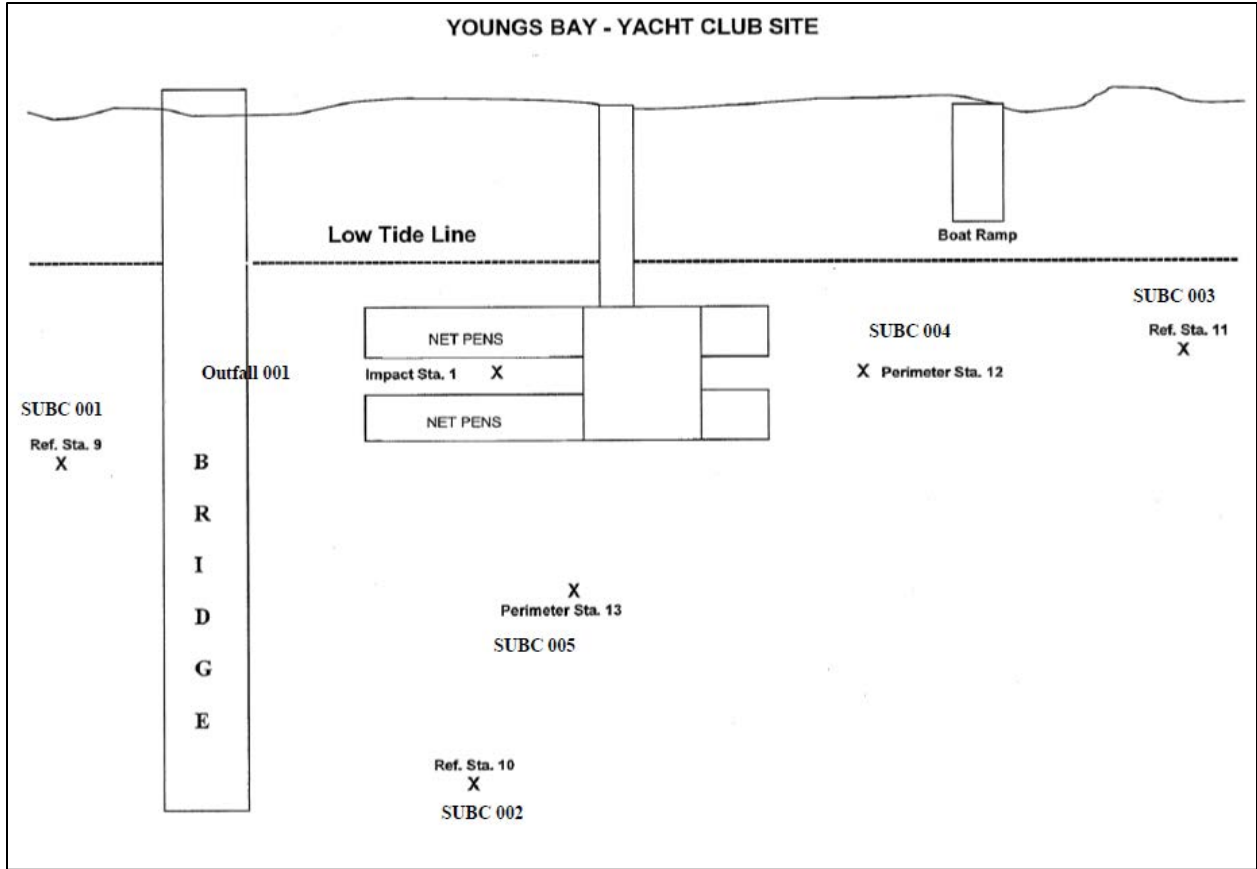 YOUNGS BAY - YACHT CLUB SITE
Low Tide Line
Boat Ramp
SUBC 003
Ref. Sta. 11
X
SUBC 004
X Perimeter Sta. 12
NET PENS
Outfall 001
Impact Sta. 1 X
NET PENS
SUBC 001
Ref. Sta. 9
X
B
R
I
D
G
E
X
Perimeter Sta. 13
SUBC 005
Ref. Sta. 10
X
SUBC 002